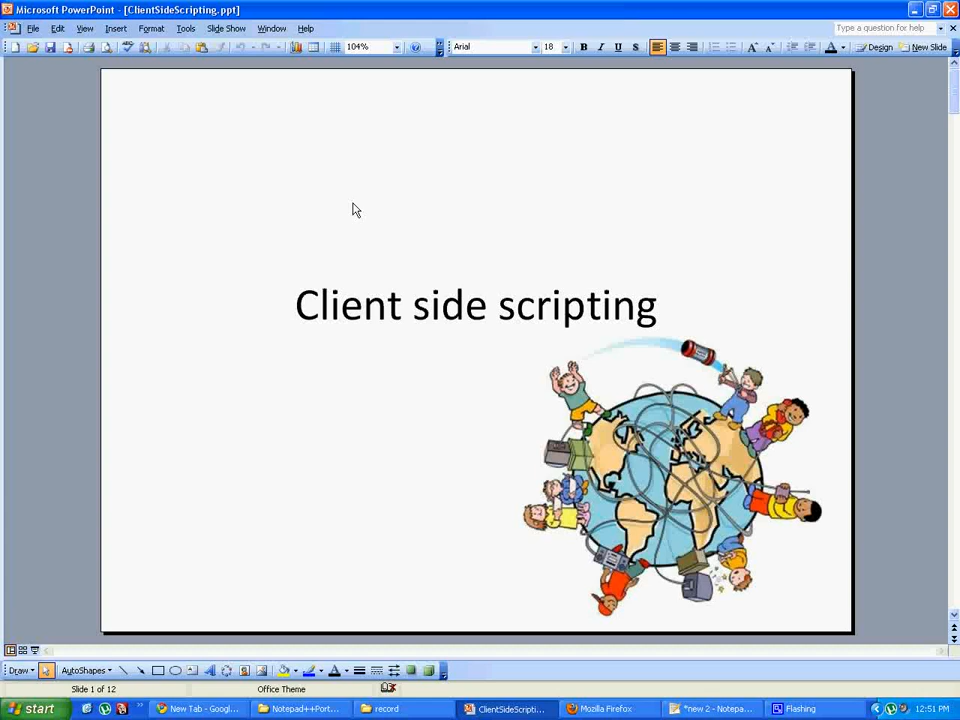 Microsoft PowerPoint - [ClientSideScripting.ppt]
File Edit View Insert Format Tools Slide Show Window Help
Type a question for help
104%
Arial
18
B I U S
A
Design
New Slide
Client side scripting
Draw
AutoShapes
Slide 1 of 12
Office Theme
start
New Tab - Googl...
Notepad++Port...
record
ClientSideScripti...
Mozilla Firefox
*new 2 - Notepa...
Flashing
12:51 PM